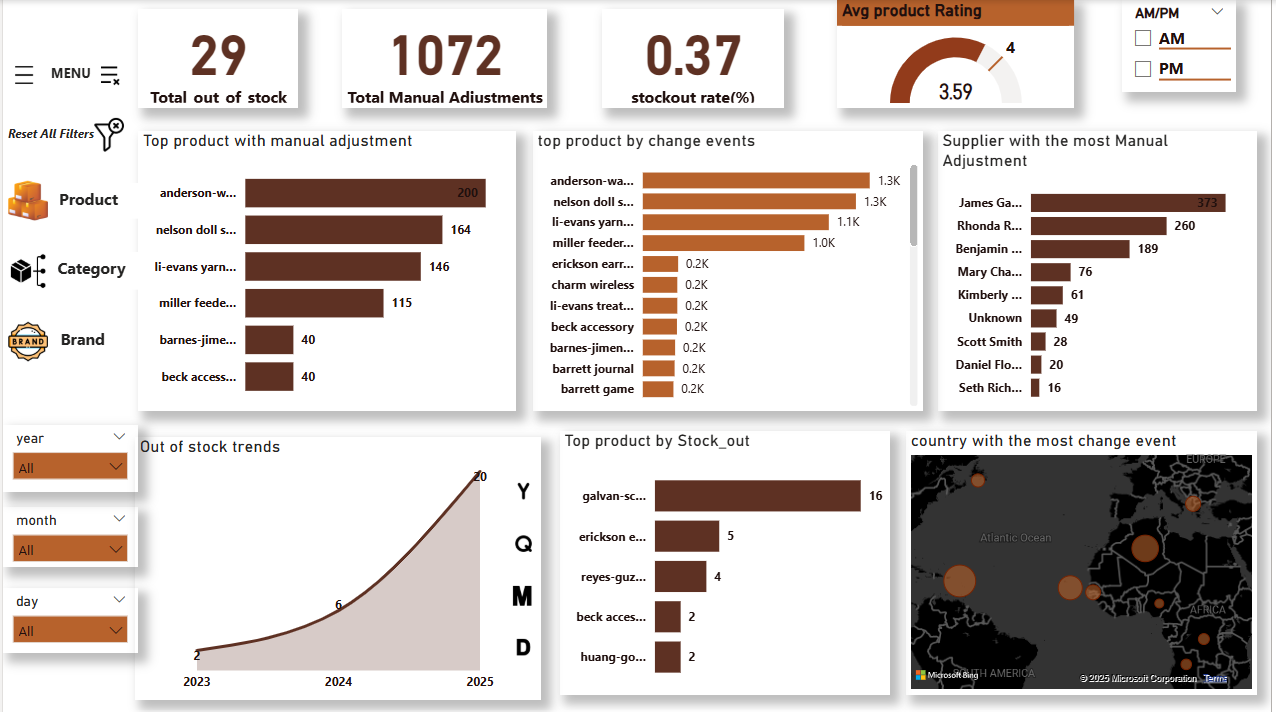 29
Total out of stock
1072
Total Manual Adiustments
0.37
stockout rate(%)
Avg product Rating
4
3.59
AM/PM
AM
PM
MENU
Reset All Filters
Product
Category
Brand
BRAND
Top product with manual adjustment
anderson-w... 200
nelson doll s... 164
li-evans yarn... 146
miller feede... 115
barnes-jime... 40
beck access... 40
top product by change events
anderson-wa... 1.3K
nelson doll s... 1.3K
li-evans yarn... 1.1K
miller feeder... 1.0K
erickson earr... 0.2K
charm wireless 0.2K
li-evans treat... 0.2K
beck accessory 0.2K
barnes-jimen... 0.2K
barrett journal 0.2K
barrett game 0.2K
Supplier with the most Manual
Adjustment
James Ga... 373
Rhonda R... 260
Benjamin ... 189
Mary Cha... 76
Kimberly ... 61
Unknown 49
Scott Smith 28
Daniel Flo... 20
Seth Rich... 16
year
All
month
All
day
All
Out of stock trends
20
6
2
2023 2024 2025
Y
Q
M
D
Top product by Stock_out
galvan-sc... 16
erickson e... 5
reyes-guz... 4
beck acces... 2
huang-go... 2
country with the most change event
EUROPE
Atlantic Ocean
AFRICA
SOUTH AMERICA
Microsoft Bing
© 2025 Microsoft Corporation Terms